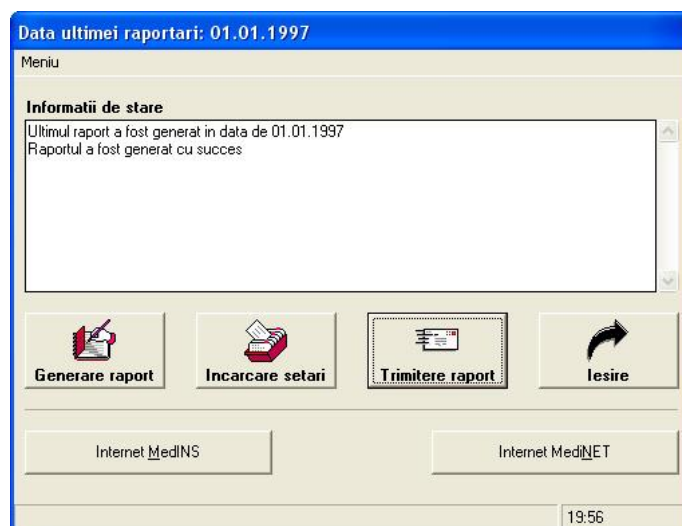 Data ultimei raportari: 01.01.1997
Meniu
Informatii de stare
Ultimul raport a fost generat in data de 01.01.1997
Raportul a fost generat cu succes
Generare raport
Incarcare setari
Trimitere raport
Iesire
Internet MedINS
Internet MediNET
19:56